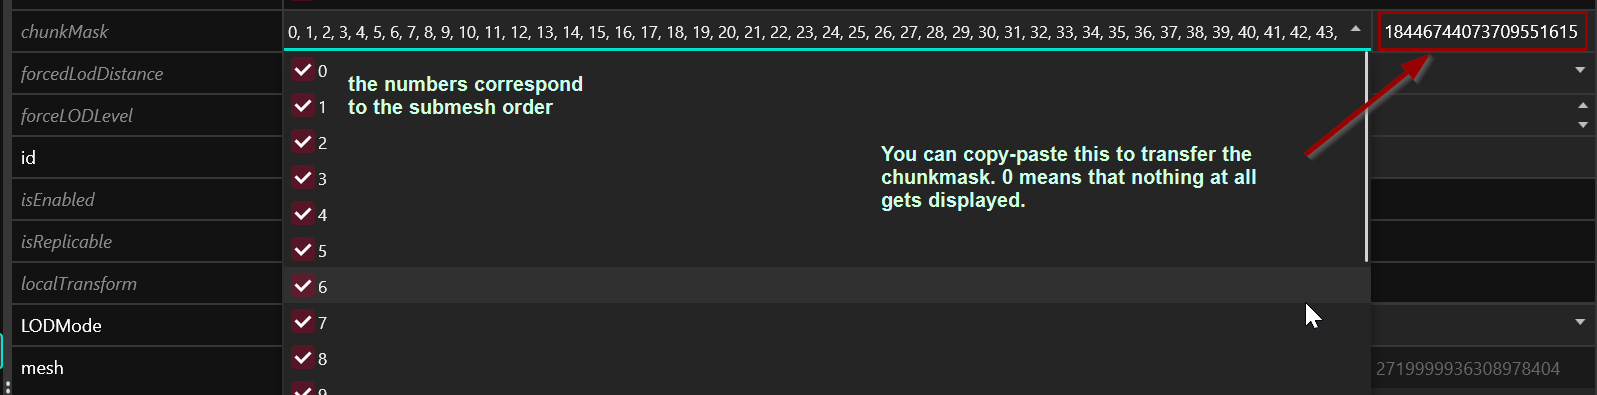 chunkMask
0, 1, 2, 3, 4, 5, 6, 7, 8, 9, 10, 11, 12, 13, 14, 15, 16, 17, 18, 19, 20, 21, 22, 23, 24, 25, 26, 27, 28, 29, 30, 31, 32, 33, 34, 35, 36, 37, 38, 39, 40, 41, 42, 43,
18446744073709551615
forcedLodDistance
0
the numbers correspond
to the submesh order
forceLODLevel
1
2
You can copy-paste this to transfer the
chunkmask. 0 means that nothing at all
gets displayed.
id
3
isEnabled
4
isReplicable
5
localTransform
6
LODMode
7
mesh
8
2719999936308978404
9